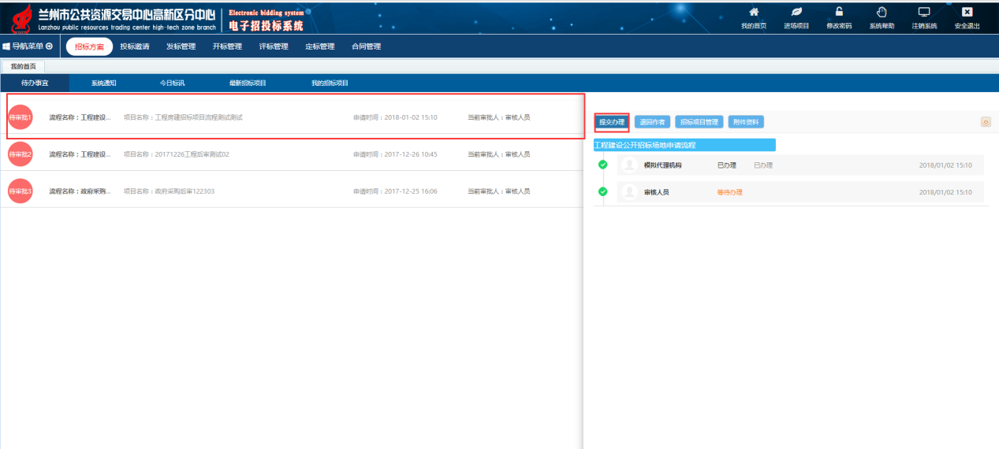 兰州市公共资源交易中心高新区分中心
Lanzhou public resources trading center high-tech zone branch
Electronic bidding system
电子招投标系统
我的首页 进场项目 修改密码 系统帮助 注销系统 安全退出
导航菜单 招标方案 投标邀请 发标管理 开标管理 评标管理 定标管理 合同管理
我的首页
待办事宜 系统通知 今日标讯 最新招标项目 我的招标项目
待审批1 流程名称：工程建设... 项目名称：工程房建招标项目流程测试测试 申请时间：2018-01-02 15:10 当前审批人：审核人员
待审批2 流程名称：工程建设... 项目名称：20171226工程后审测试02 申请时间：2017-12-26 10:45 当前审批人：审核人员
待审批3 流程名称：政府采购... 项目名称：政府采购后审122303 申请时间：2017-12-25 16:06 当前审批人：审核人员
提交办理 退回作者 招标项目管理 附件资料
工程建设公开招标场地申请流程
模拟代理机构 已办理 已办理 2018/01/02 15:10
审核人员 等待办理 2018/01/02 15:10